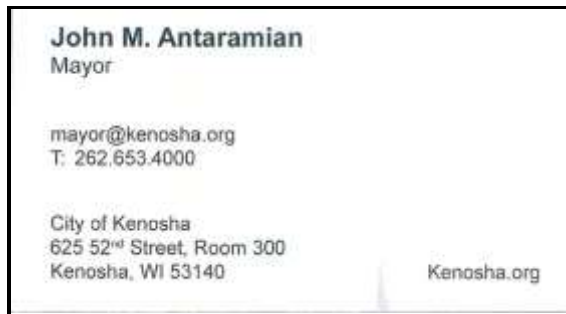 John M. Antaramian
Mayor
mayor@kenosha.org
T: 262.653.4000
City of Kenosha
625 52nd Street, Room 300
Kenosha, WI 53140
Kenosha.org